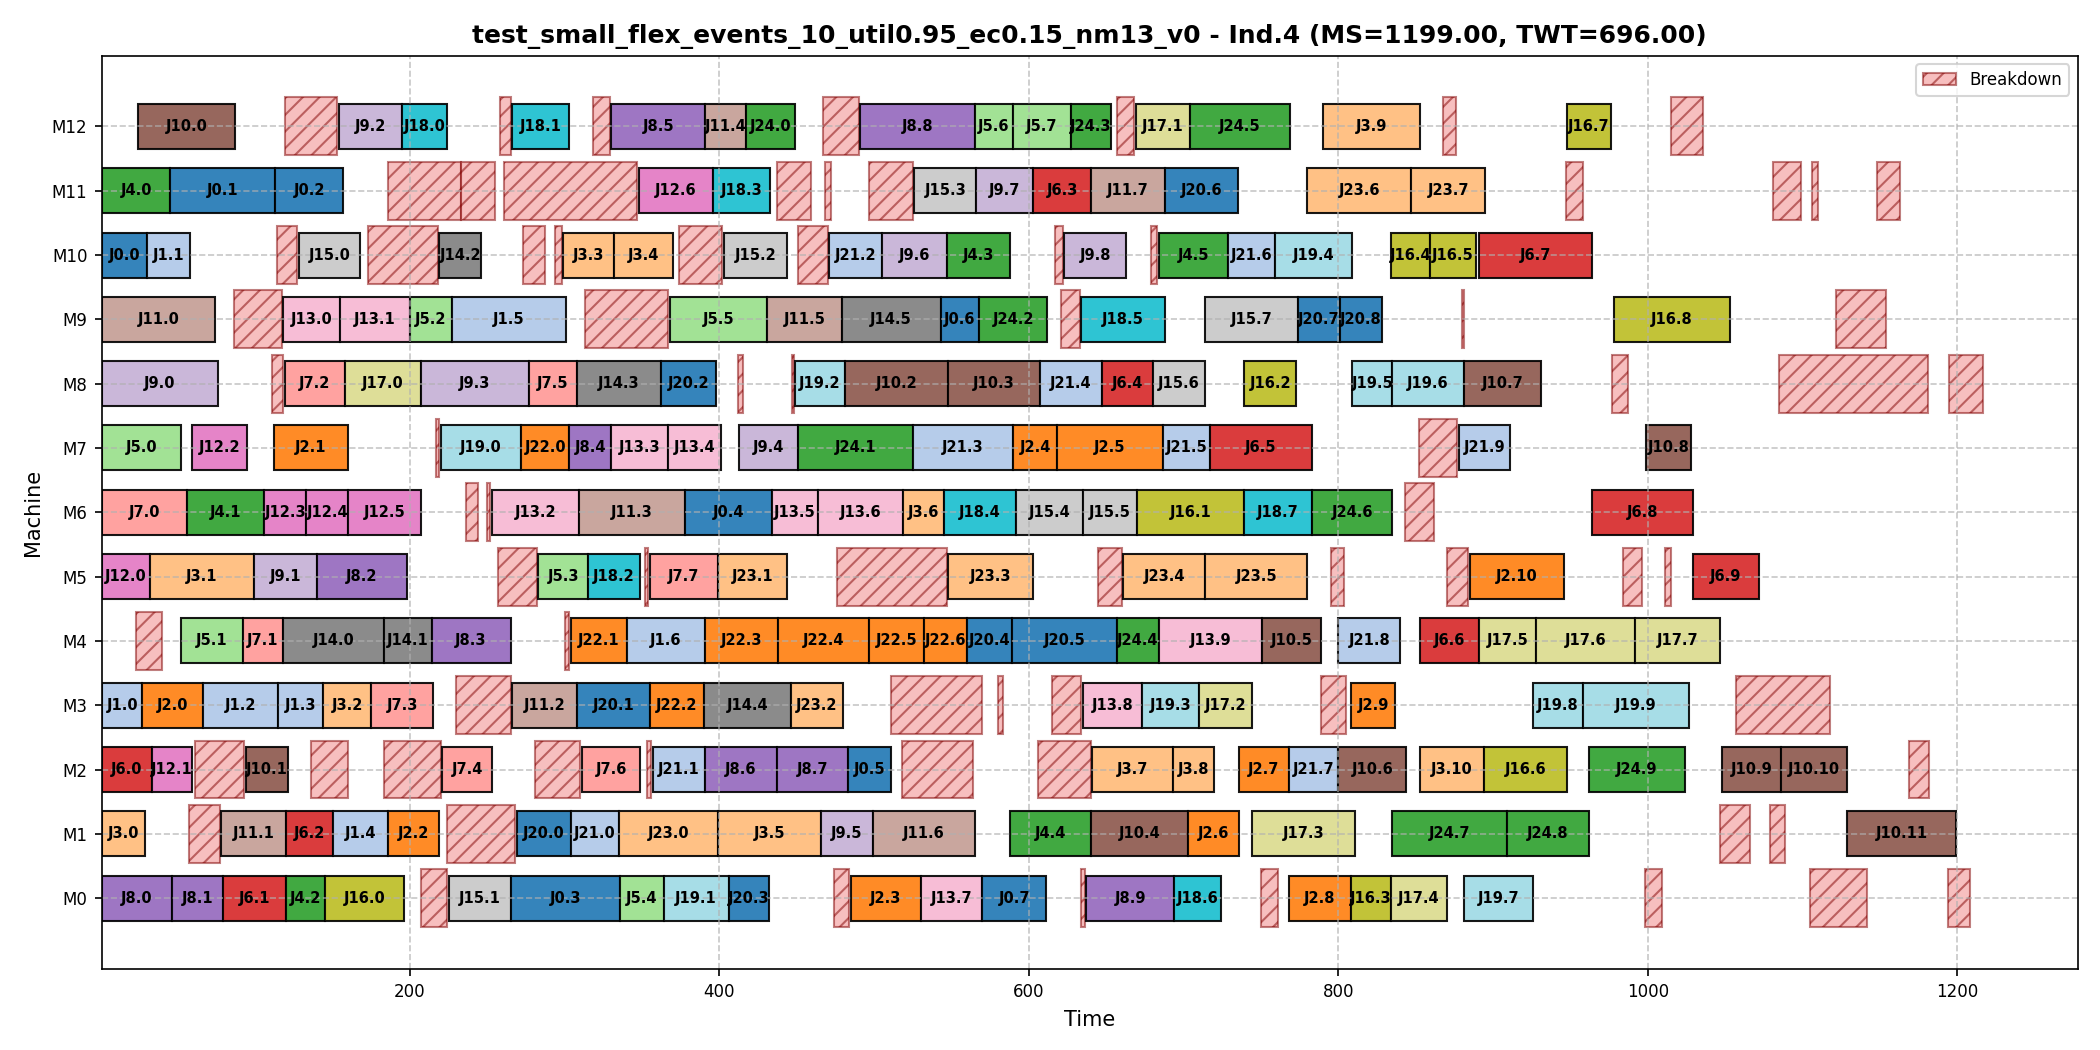 test_small_flex_events_10_util0.95_ec0.15_nm13_v0 - Ind.4 (MS=1199.00, TWT=696.00)
Breakdown
M12 J10.0 J9.2 J18.0 J18.1 J8.5 J11.4 J24.0 J8.8 J5.6 J5.7 J24.3 J17.1 J24.5 J3.9 J16.7
M11 J4.0 J0.1 J0.2 J12.6 J18.3 J15.3 J9.7 J6.3 J11.7 J20.6 J23.6 J23.7
M10 J0.0 J1.1 J15.0 J14.2 J3.3 J3.4 J15.2 J21.2 J9.6 J4.3 J9.8 J4.5 J21.6 J19.4 J16.4 J16.5 J6.7
M9 J11.0 J13.0 J13.1 J5.2 J1.5 J5.5 J11.5 J14.5 J0.6 J24.2 J18.5 J15.7 J20.7 J20.8 J16.8
M8 J9.0 J7.2 J17.0 J9.3 J7.5 J14.3 J20.2 J19.2 J10.2 J10.3 J21.4 J6.4 J15.6 J16.2 J19.5 J19.6 J10.7
M7 J5.0 J12.2 J2.1 J19.0 J22.0 J8.4 J13.3 J13.4 J9.4 J24.1 J21.3 J2.4 J2.5 J21.5 J6.5 J21.9 J10.8
M6 J7.0 J4.1 J12.3 J12.4 J12.5 J13.2 J11.3 J0.4 J13.5 J13.6 J3.6 J18.4 J15.4 J15.5 J16.1 J18.7 J24.6 J6.8
M5 J12.0 J3.1 J9.1 J8.2 J5.3 J18.2 J7.7 J23.1 J23.3 J23.4 J23.5 J2.10 J6.9
M4 J5.1 J7.1 J14.0 J14.1 J8.3 J22.1 J1.6 J22.3 J22.4 J22.5 J22.6 J20.4 J20.5 J24.4 J13.9 J10.5 J21.8 J6.6 J17.5 J17.6 J17.7
M3 J1.0 J2.0 J1.2 J1.3 J3.2 J7.3 J11.2 J20.1 J22.2 J14.4 J23.2 J13.8 J19.3 J17.2 J2.9 J19.8 J19.9
M2 J6.0 J12.1 J10.1 J7.4 J7.6 J21.1 J8.6 J8.7 J0.5 J3.7 J3.8 J2.7 J21.7 J10.6 J3.10 J16.6 J24.9 J10.9 J10.10
M1 J3.0 J11.1 J6.2 J1.4 J2.2 J20.0 J21.0 J23.0 J3.5 J9.5 J11.6 J4.4 J10.4 J2.6 J17.3 J24.7 J24.8 J10.11
M0 J8.0 J8.1 J6.1 J4.2 J16.0 J15.1 J0.3 J5.4 J19.1 J20.3 J2.3 J13.7 J0.7 J8.9 J18.6 J2.8 J16.3 J17.4 J19.7
200 400 600 800 1000 1200
Time
Machine